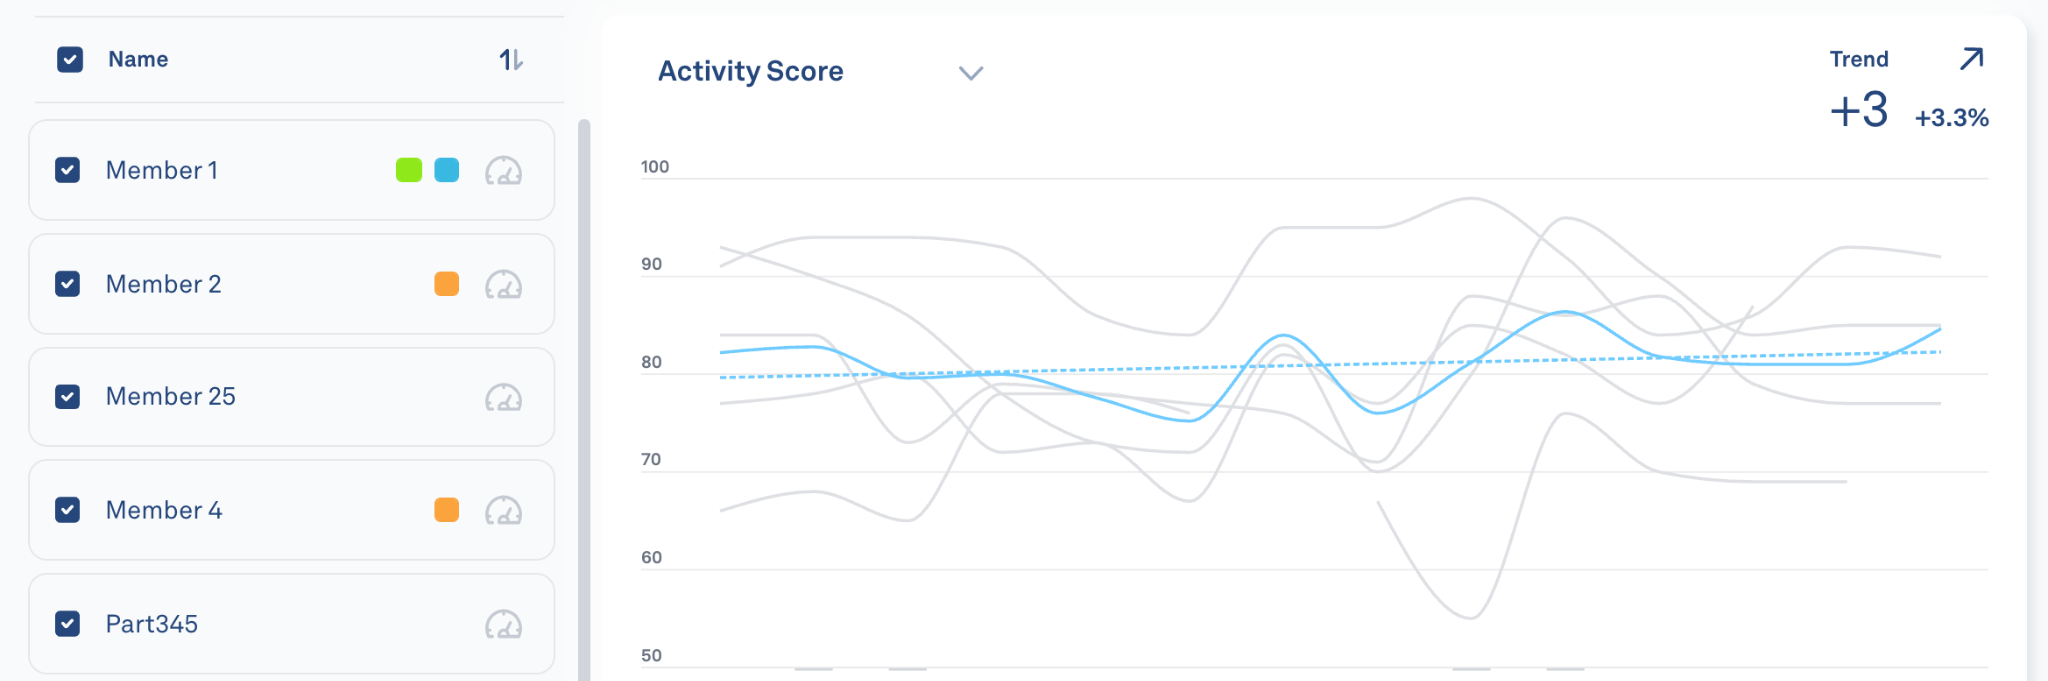 Name
Member 1
Member 2
Member 25
Member 4
Part345
Activity Score
Trend
+3 +3.3%
100
90
80
70
60
50